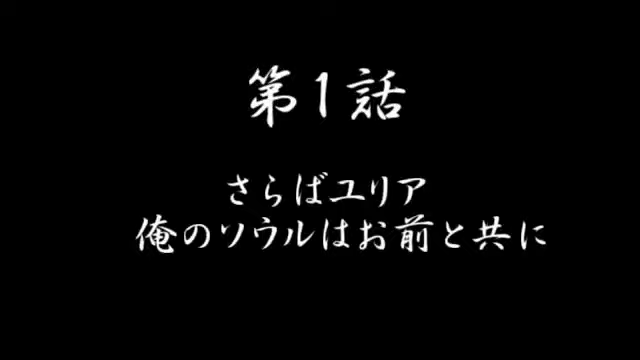 第1話
さらばユリア
俺のソウルはお前と共に